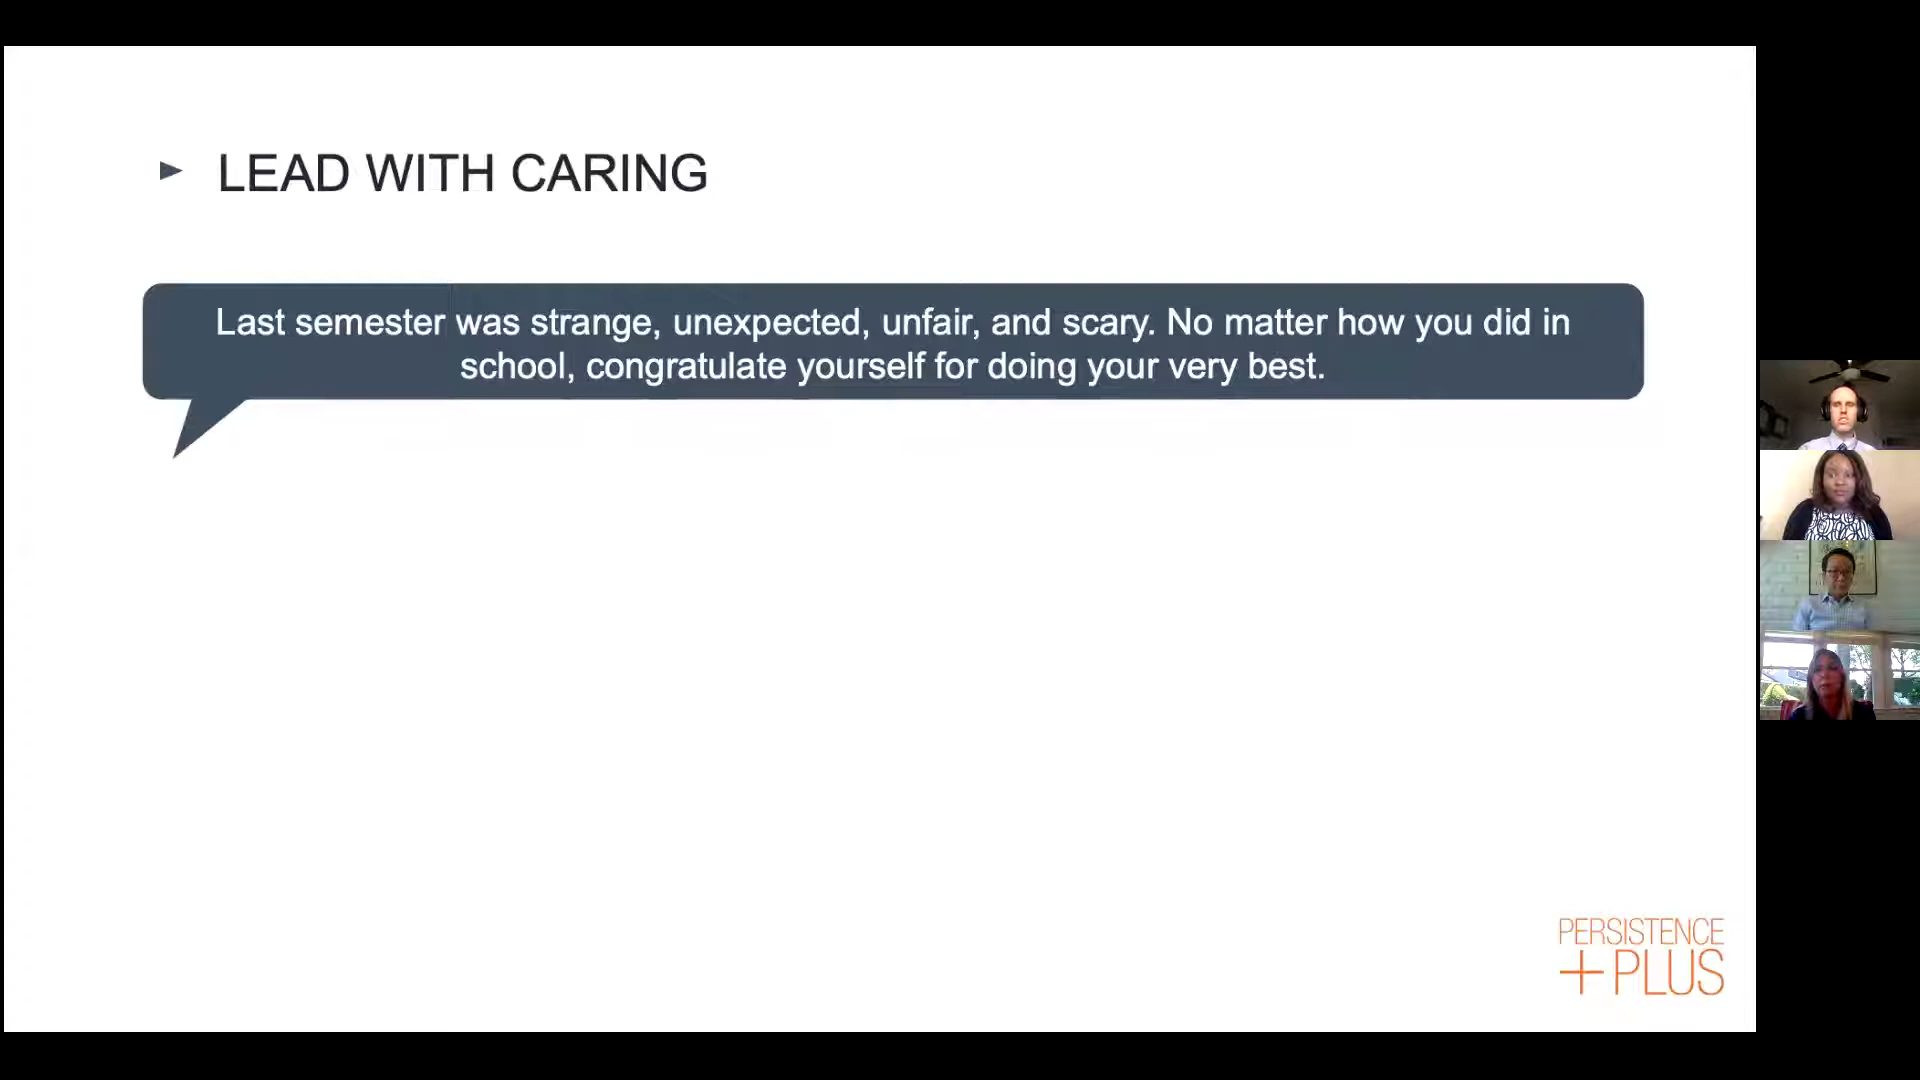 LEAD WITH CARING
Last semester was strange, unexpected, unfair, and scary. No matter how you did in
school, congratulate yourself for doing your very best.
PERSISTENCE
+PLUS